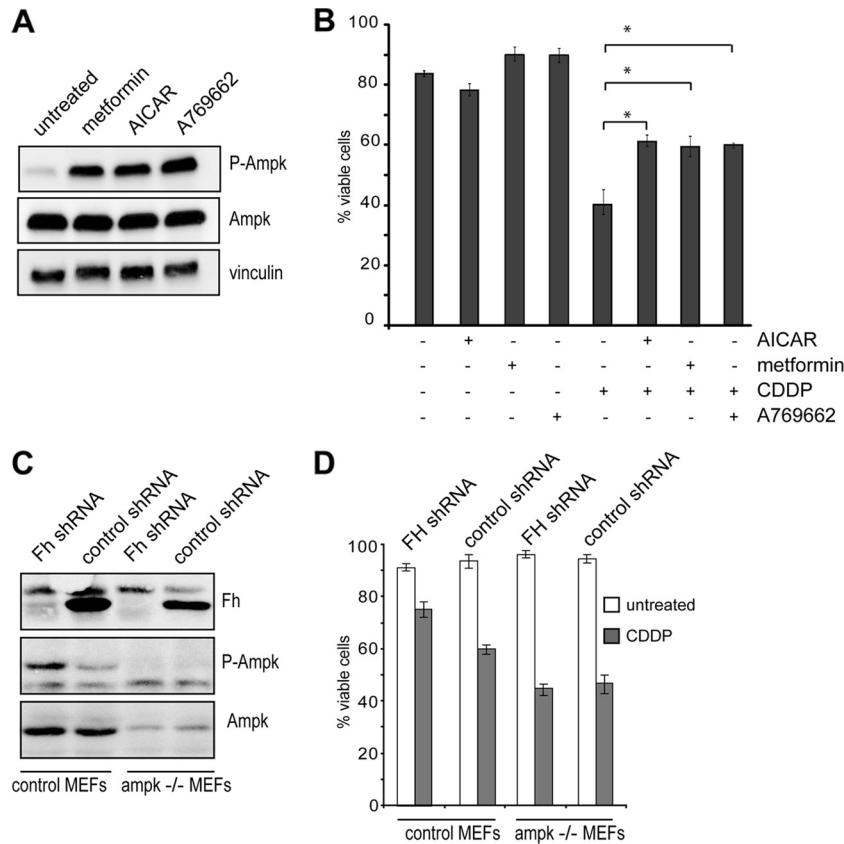 A
untreated
metformin
AICAR
A769662
P-Ampk
Ampk
vinculin
B
% viable cells
100
80
60
40
20
0
*
*
*
- + - - - + - - AICAR
- - + - - - + - metformin
- - - - + + + + CDDP
- - - + - - - + A769662
C
Fh shRNA
control shRNA
Fh shRNA
control shRNA
Fh
P-Ampk
Ampk
control MEFs
ampk -/- MEFs
D
FH shRNA
control shRNA
FH shRNA
control shRNA
% viable cells
100
80
60
40
20
0
untreated
CDDP
control MEFs
ampk -/- MEFs